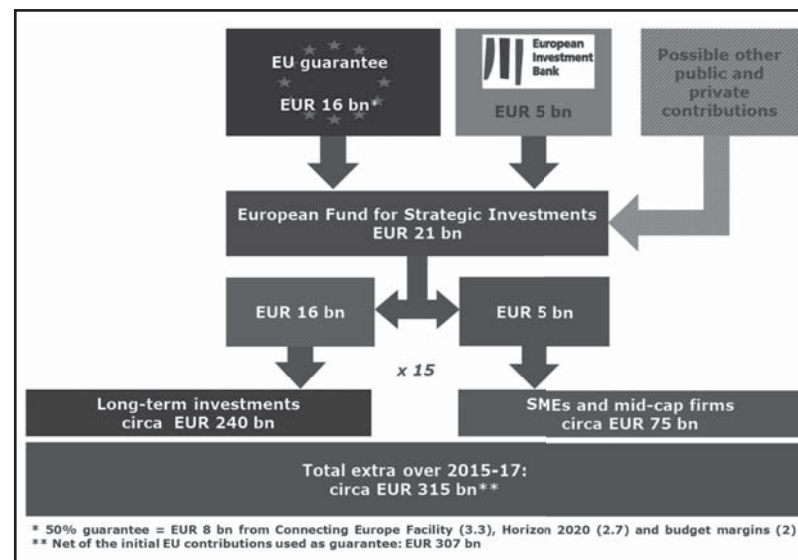 EU guarantee
EUR 16 bn*
European
Investment
Bank
EUR 5 bn
Possible other
public and
private
contributions
European Fund for Strategic Investments
EUR 21 bn
EUR 16 bn
EUR 5 bn
x 15
Long-term investments
circa EUR 240 bn
SMEs and mid-cap firms
circa EUR 75 bn
Total extra over 2015-17:
circa EUR 315 bn**
* 50% guarantee = EUR 8 bn from Connecting Europe Facility (3.3), Horizon 2020 (2.7) and budget margins (2)
** Net of the initial EU contributions used as guarantee: EUR 307 bn